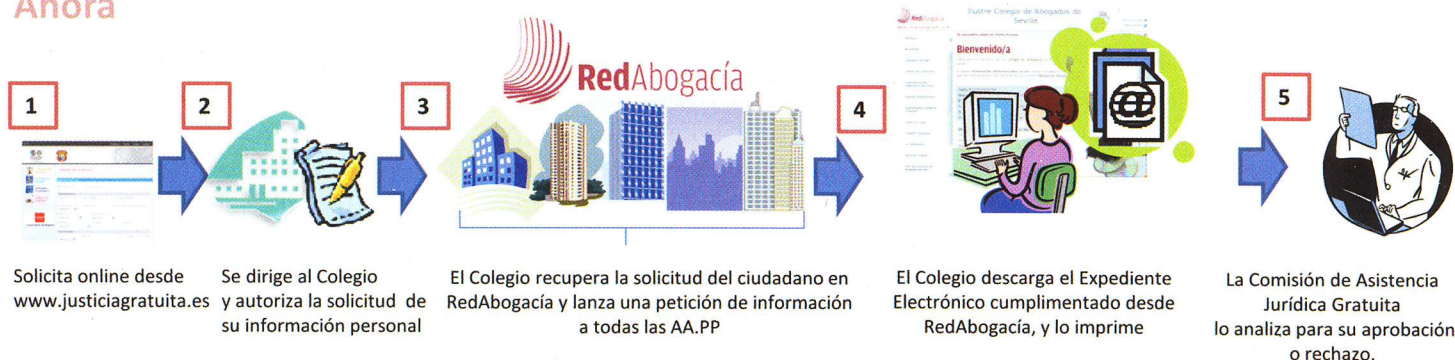 Ahora
1
2
3
4
5
RedAbogacía
RedAbogacía
Ilustre Colegio de Abogados de
Sevilla
Bienvenido/a
@
Solicita online desde
www.justiciagratuita.es
Se dirige al Colegio
y autoriza la solicitud de
su información personal
El Colegio recupera la solicitud del ciudadano en
RedAbogacía y lanza una petición de información
a todas las AA.PP
El Colegio descarga el Expediente
Electrónico cumplimentado desde
RedAbogacía, y lo imprime
La Comisión de Asistencia
Jurídica Gratuita
lo analiza para su aprobación
o rechazo.